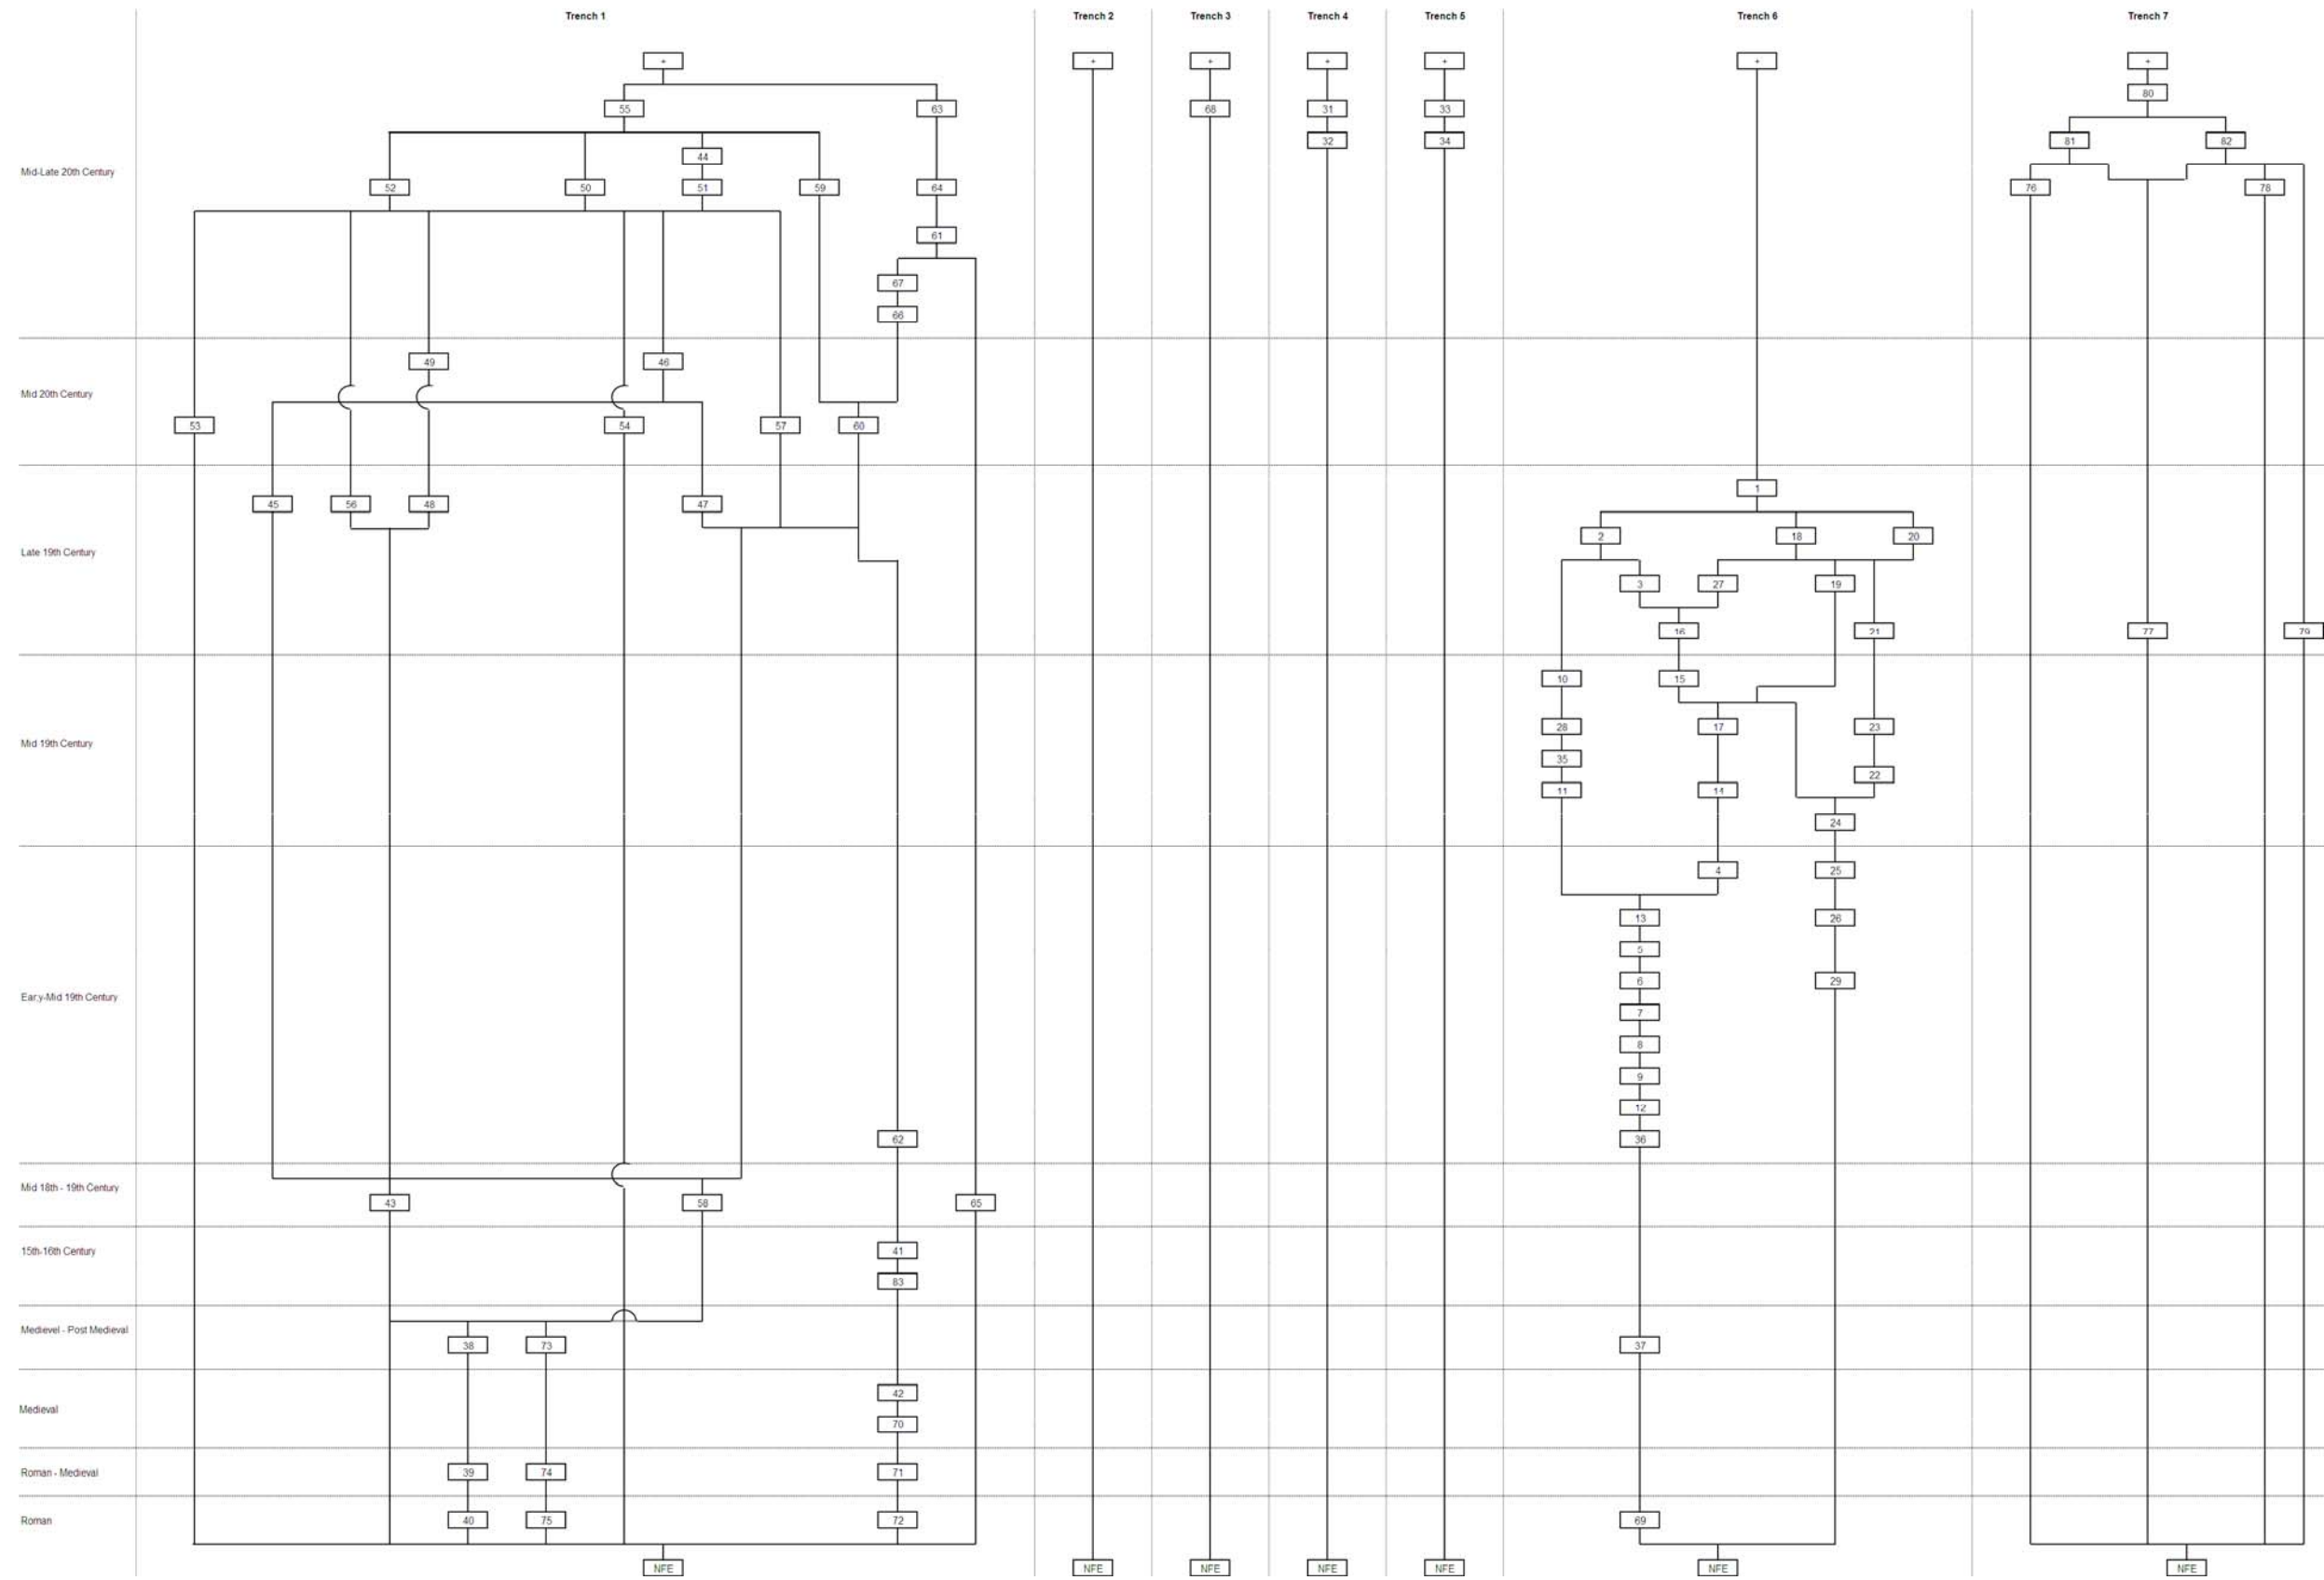 Trench 1 Trench 2 Trench 3 Trench 4 Trench 5 Trench 6 Trench 7
+ + + + + + +
80
55 63 68 31 33
32 34 81 82
44
Mid-Late 20th Century
52 50 51 59 64 76 78
61
67
66
49 46
Mid 20th Century
53 54 57 60
1
45 56 48 47
2 18 20
Late 19th Century
3 27 19
16 21 77 79
10 15
28 17 23
Mid 19th Century
35
22
11 14
24
4 25
13 26
5
6 29
Ear;y-Mid 19th Century
7
8
9
12
62 36
Mid 18th - 19th Century
43 58 65
15th-16th Century
41
83
Medievel - Post Medieval
38 73 37
42
Medieval
70
Roman - Medieval
39 74 71
Roman
40 75 72 69
NFE NFE NFE NFE NFE NFE NFE